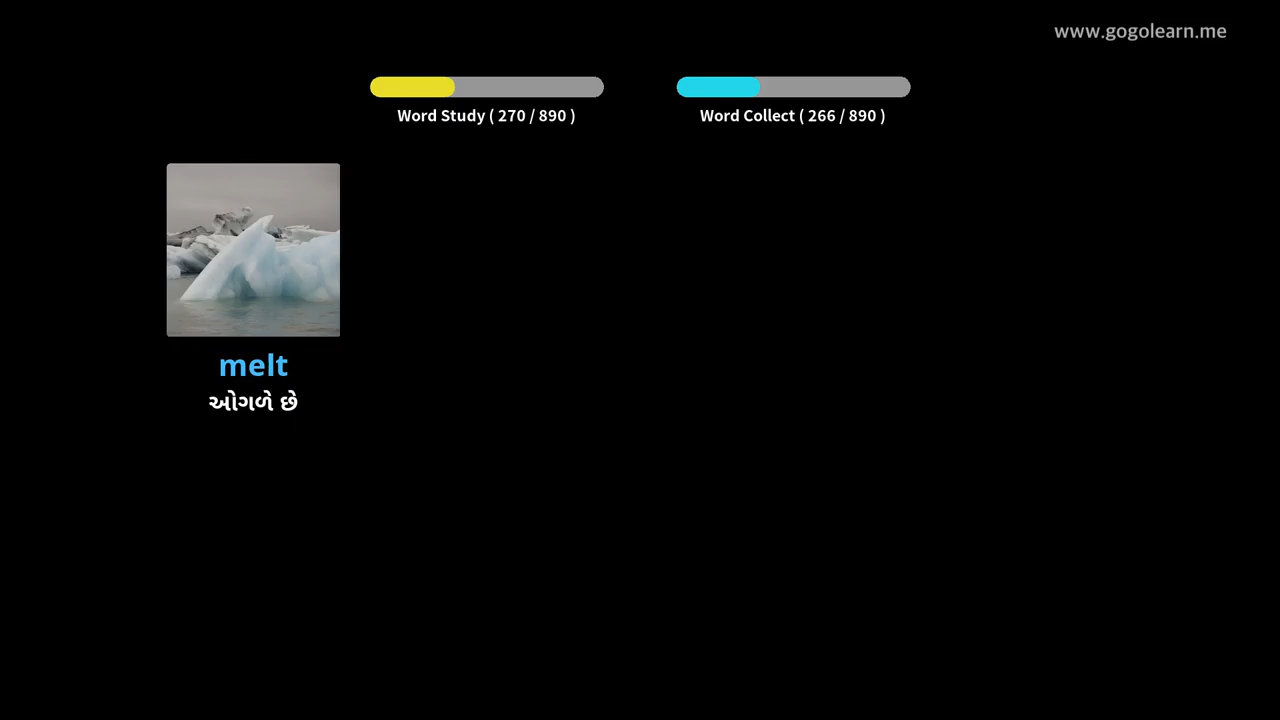 www.gogolearn.me
Word Study ( 270 / 890 )
Word Collect ( 266 / 890 )
melt
ઓગળે છે